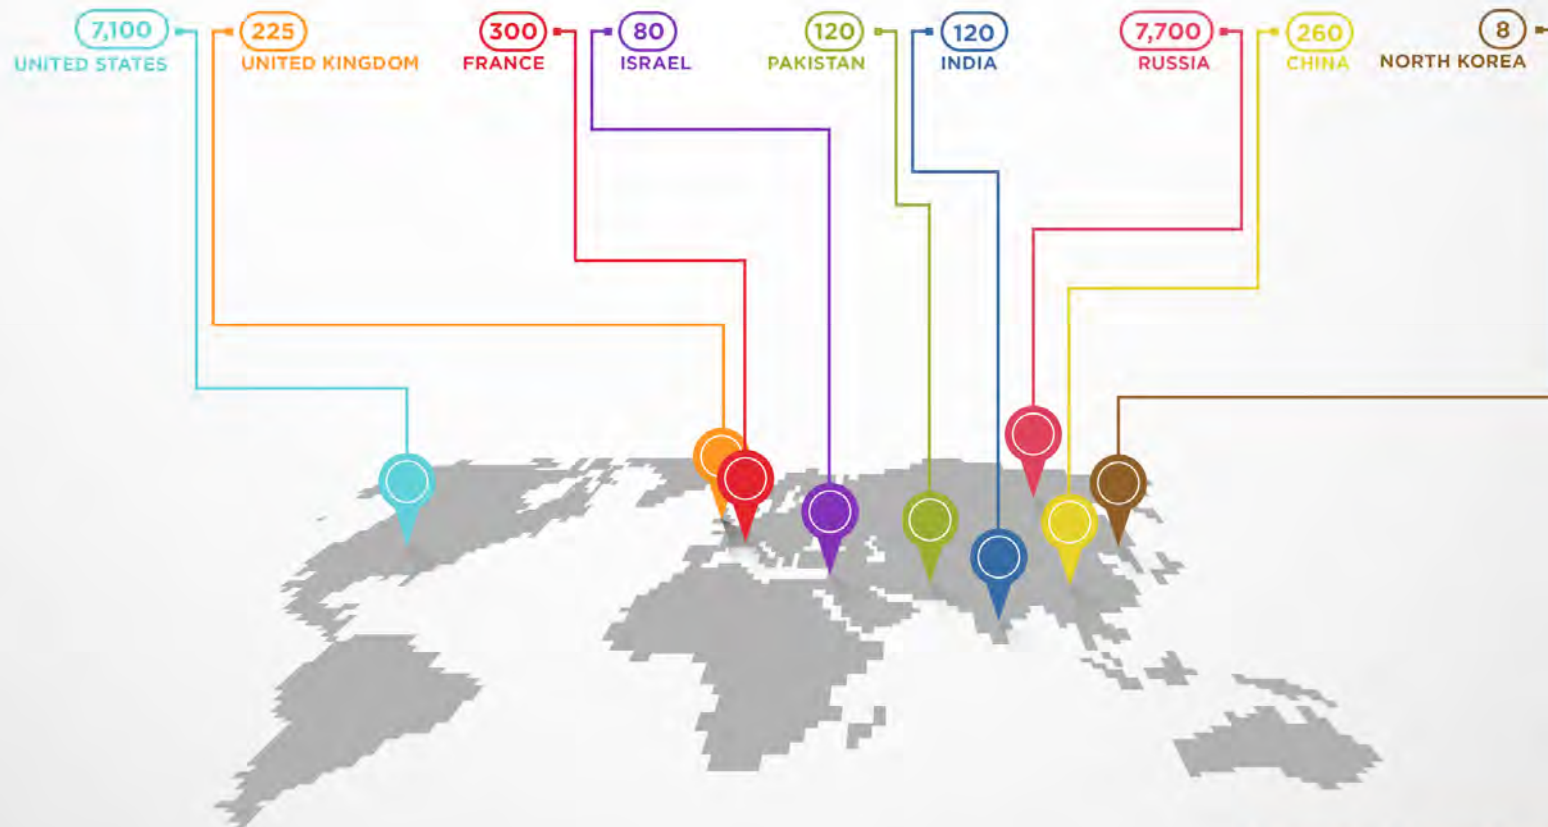 7,100
UNITED STATES
225
UNITED KINGDOM
300
FRANCE
80
ISRAEL
120
PAKISTAN
120
INDIA
7,700
RUSSIA
260
CHINA
8
NORTH KOREA